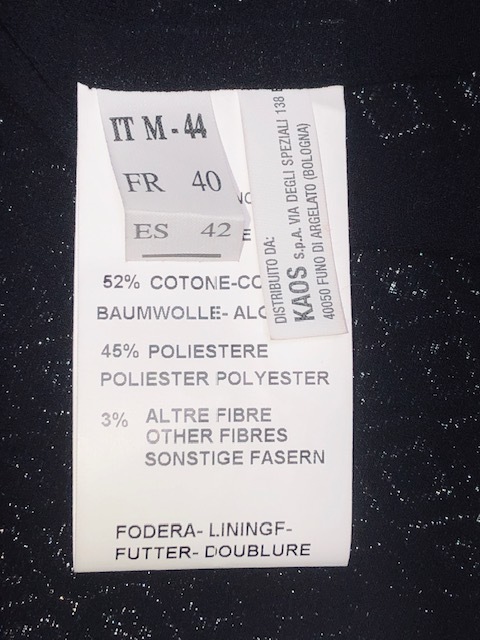 IT M - 44
FR 40
ES 42
DISTRIBUITO DA:
KAOS s.p.A. VIA DEGLI SPEZIALI 138
40050 FUNO DI ARGELATO (BOLOGNA)
52% COTONE-CO
BAUMWOLLE- ALG
45% POLIESTERE
POLIESTER POLYESTER
3% ALTRE FIBRE
OTHER FIBRES
SONSTIGE FASERN
FODERA- LININGF-
FUTTER- DOUBLURE